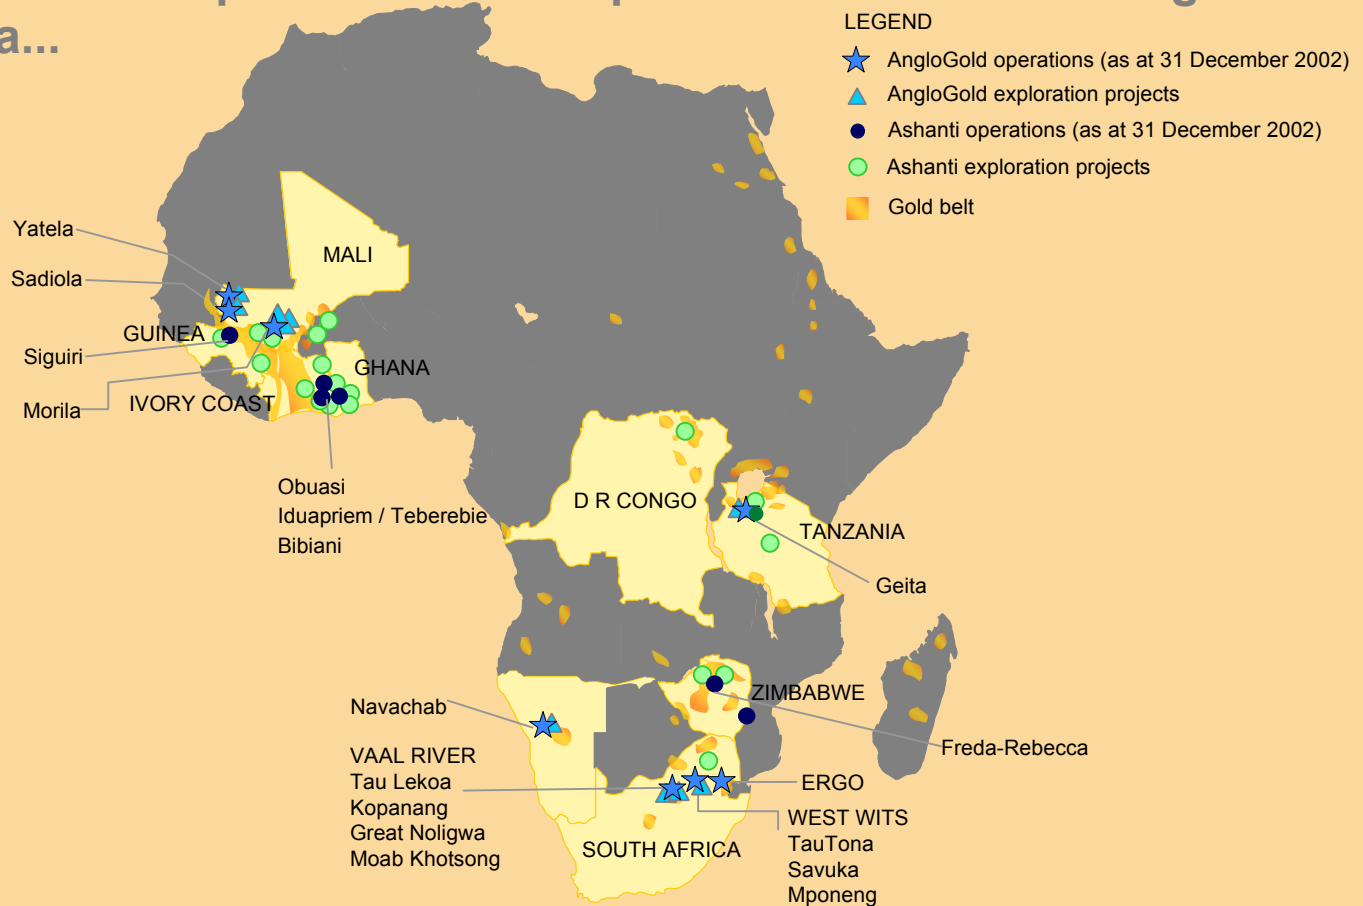 a...
LEGEND
AngloGold operations (as at 31 December 2002)
AngloGold exploration projects
Ashanti operations (as at 31 December 2002)
Ashanti exploration projects
Gold belt
Yatela
MALI
Sadiola
GUINEA
Siguiri
GHANA
Morila
IVORY COAST
Obuasi
Iduapriem / Teberebie
Bibiani
D R CONGO
TANZANIA
Geita
ZIMBABWE
Navachab
Freda-Rebecca
VAAL RIVER
Tau Lekoa
Kopanang
Great Noligwa
Moab Khotsong
ERGO
WEST WITS
TauTona
Savuka
Mponeng
SOUTH AFRICA